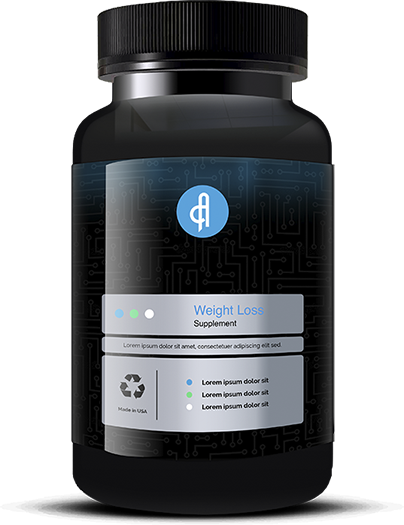 Weight Loss
Supplement
Lorem ipsum dolor sit amet, consectetuer adipiscing elit sed.
Made in USA
Lorem ipsum dolor sit
Lorem ipsum dolor sit
Lorem ipsum dolor sit